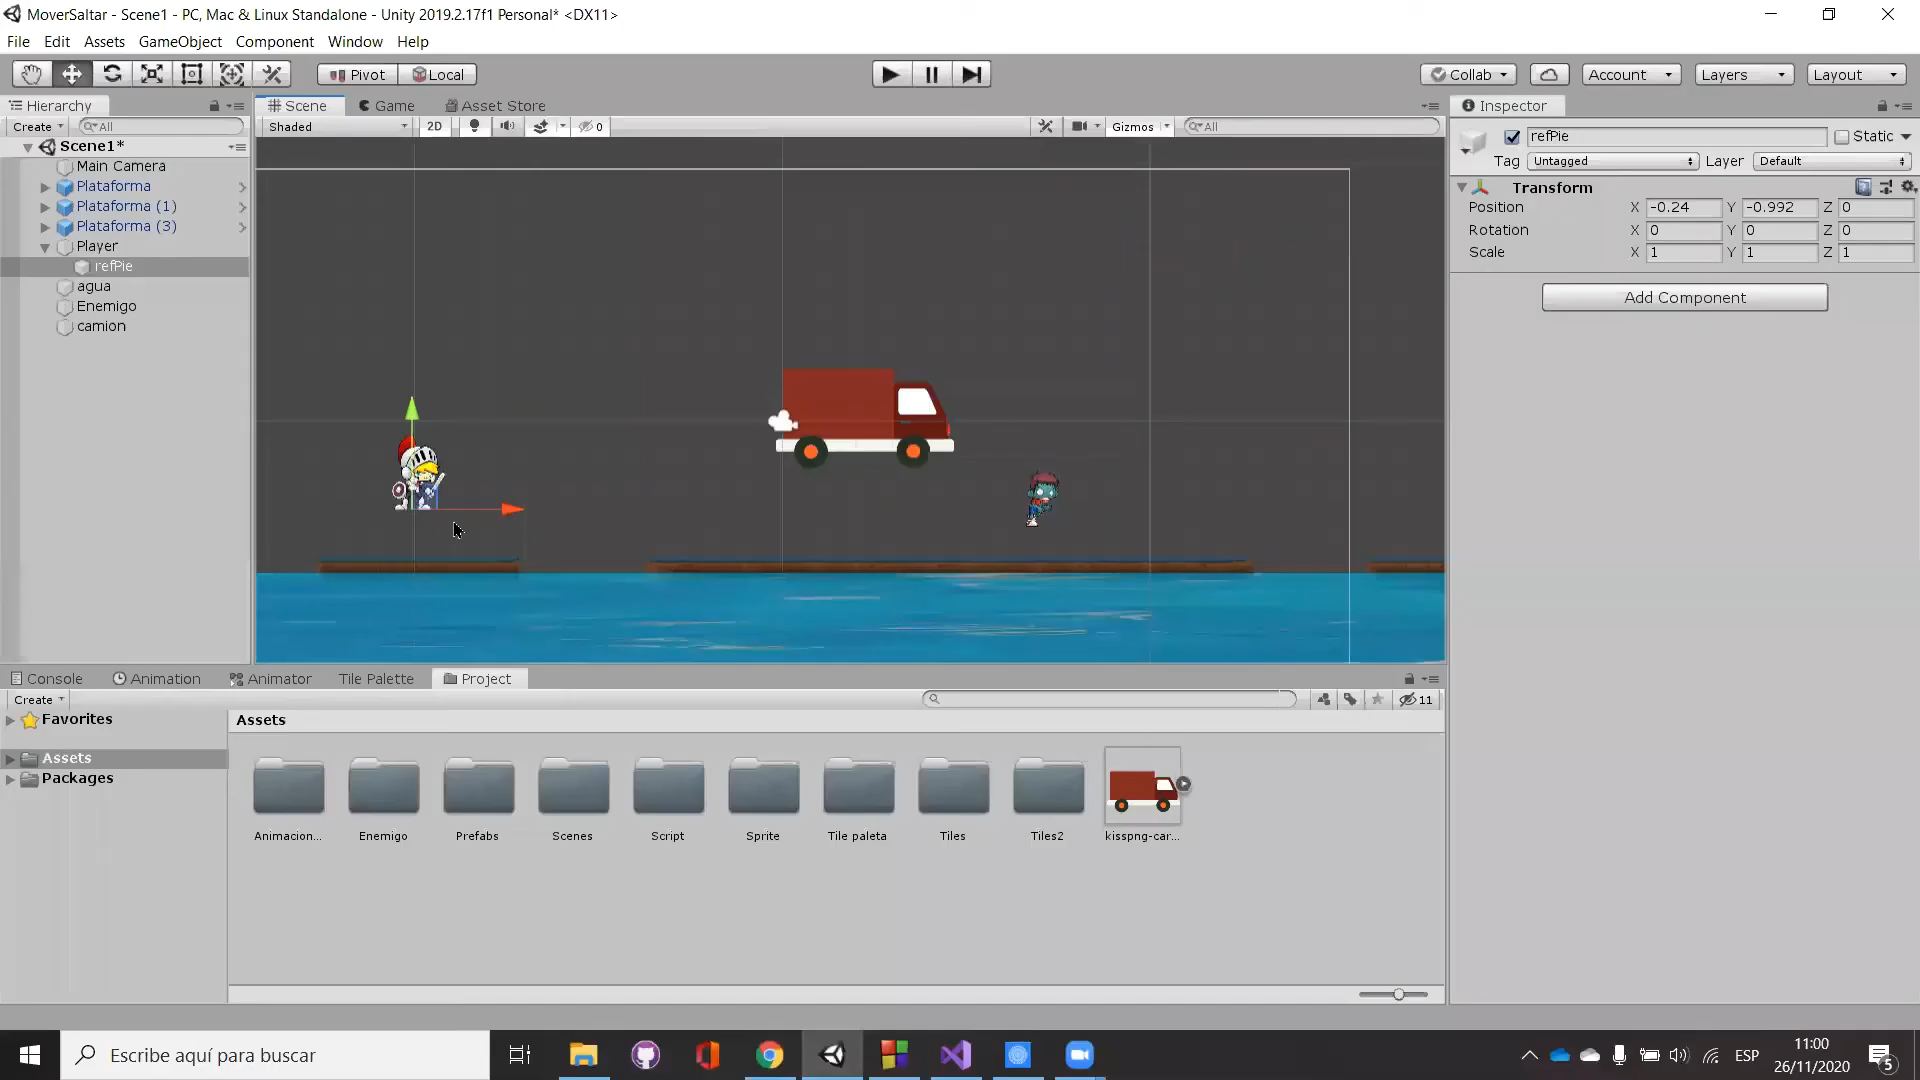 MoverSaltar - Scene1 - PC, Mac & Linux Standalone - Unity 2019.2.17f1 Personal* <DX11>
File Edit Assets GameObject Component Window Help
Pivot Local Collab Account Layers Layout
Hierarchy Scene Game Asset Store Inspector
Create All Shaded 2D 0 Gizmos All
refPie Static
Scene1*
Main Camera
Tag Untagged Layer Default
Plataforma
Transform
Plataforma (1)
Position X -0.24 Y -0.992 Z 0
Plataforma (3)
Rotation X 0 Y 0 Z 0
Player
Scale X 1 Y 1 Z 1
refPie
agua
Add Component
Enemigo
camion
Console Animation Animator Tile Palette Project
Create 11
Favorites Assets
Assets
Packages
Animacion... Enemigo Prefabs Scenes Script Sprite Tile paleta Tiles Tiles2 kisspng-car...
Escribe aquí para buscar
ESP
11:00
26/11/2020
5